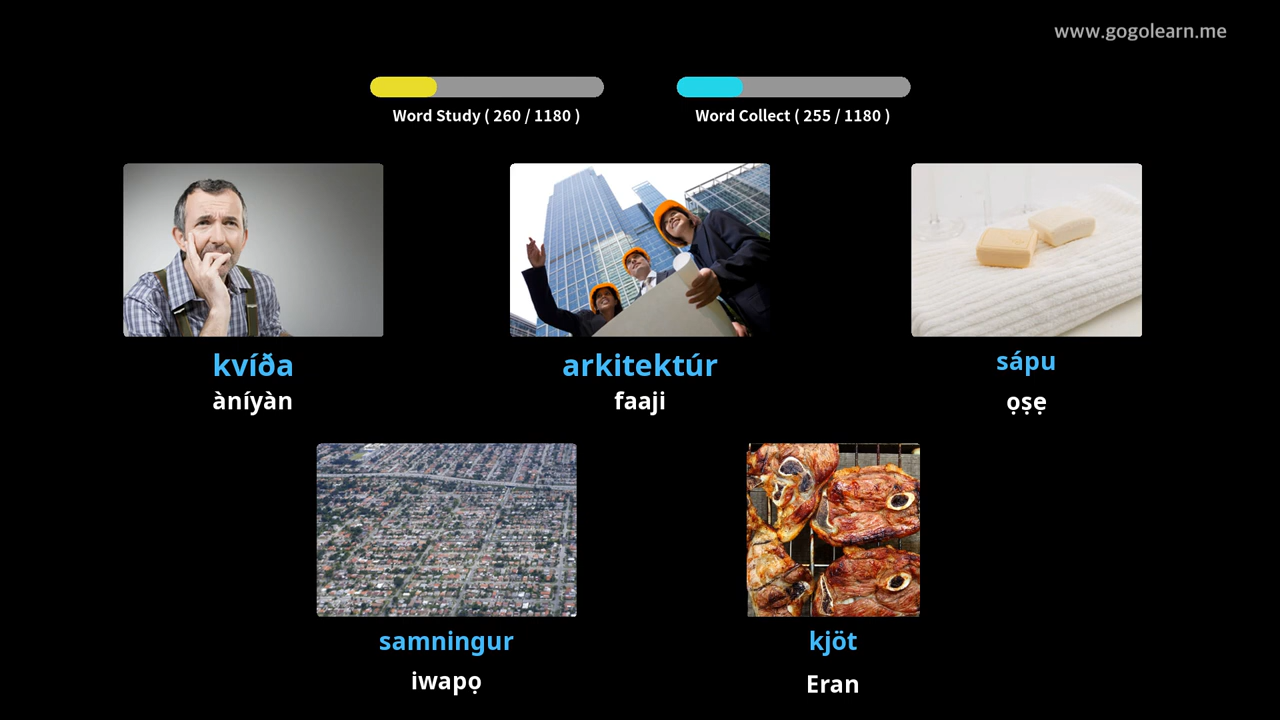 www.gogolearn.me
Word Study ( 260 / 1180 )
Word Collect ( 255 / 1180 )
kvíða
àníyàn
arkitektúr
faaji
sápu
ọṣẹ
samningur
iwapọ
kjöt
Eran